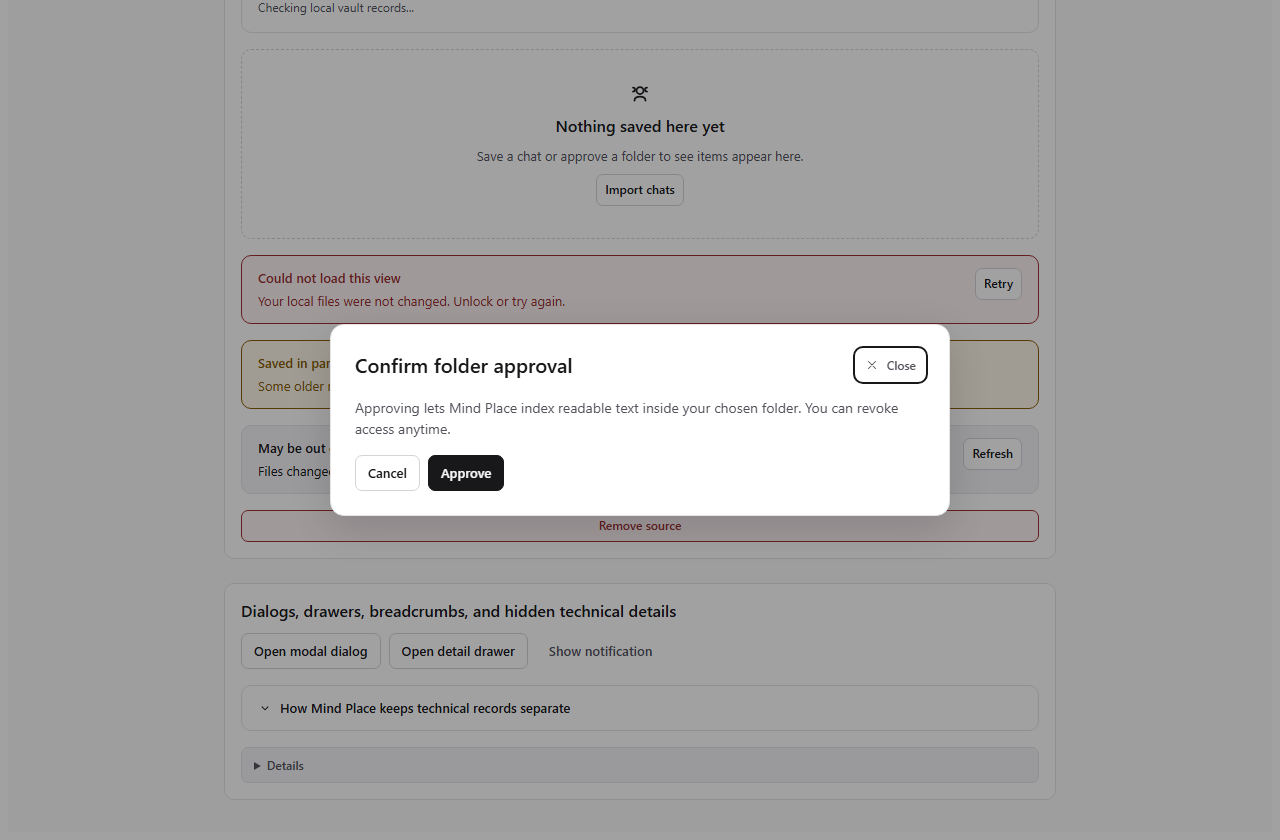 Checking local vault records...
Nothing saved here yet
Save a chat or approve a folder to see items appear here.
Import chats
Could not load this view
Your local files were not changed. Unlock or try again.
Retry
Saved in
Some older
Confirm folder approval
Close
Approving lets Mind Place index readable text inside your chosen folder. You can revoke
access anytime.
Cancel
Approve
May be out
Files changed
Refresh
Remove source
Dialogs, drawers, breadcrumbs, and hidden technical details
Open modal dialog
Open detail drawer
Show notification
How Mind Place keeps technical records separate
Details